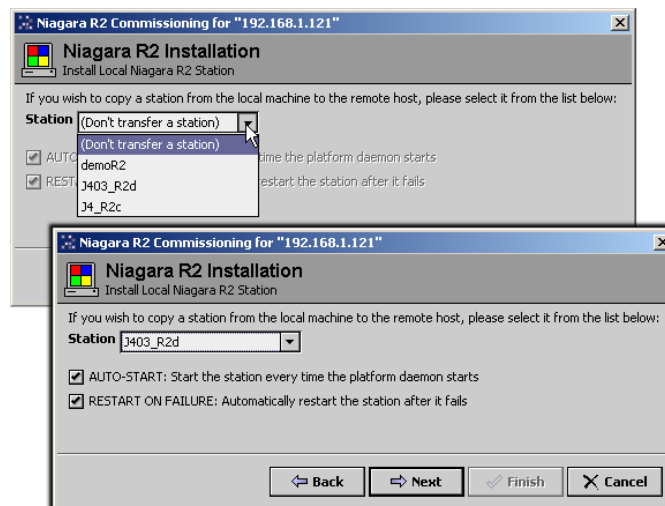 Niagara R2 Commissioning for "192.168.1.121"
Niagara R2 Installation
Install Local Niagara R2 Station
If you wish to copy a station from the local machine to the remote host, please select it from the list below:
Station (Don't transfer a station)
(Don't transfer a station)
demoR2
J403_R2d
J4_R2c
AUTO time the platform daemon starts
restart the station after it fails
Niagara R2 Commissioning for "192.168.1.121"
Niagara R2 Installation
Install Local Niagara R2 Station
If you wish to copy a station from the local machine to the remote host, please select it from the list below:
Station J403_R2d
AUTO-START: Start the station every time the platform daemon starts
RESTART ON FAILURE: Automatically restart the station after it fails
Back Next Finish Cancel